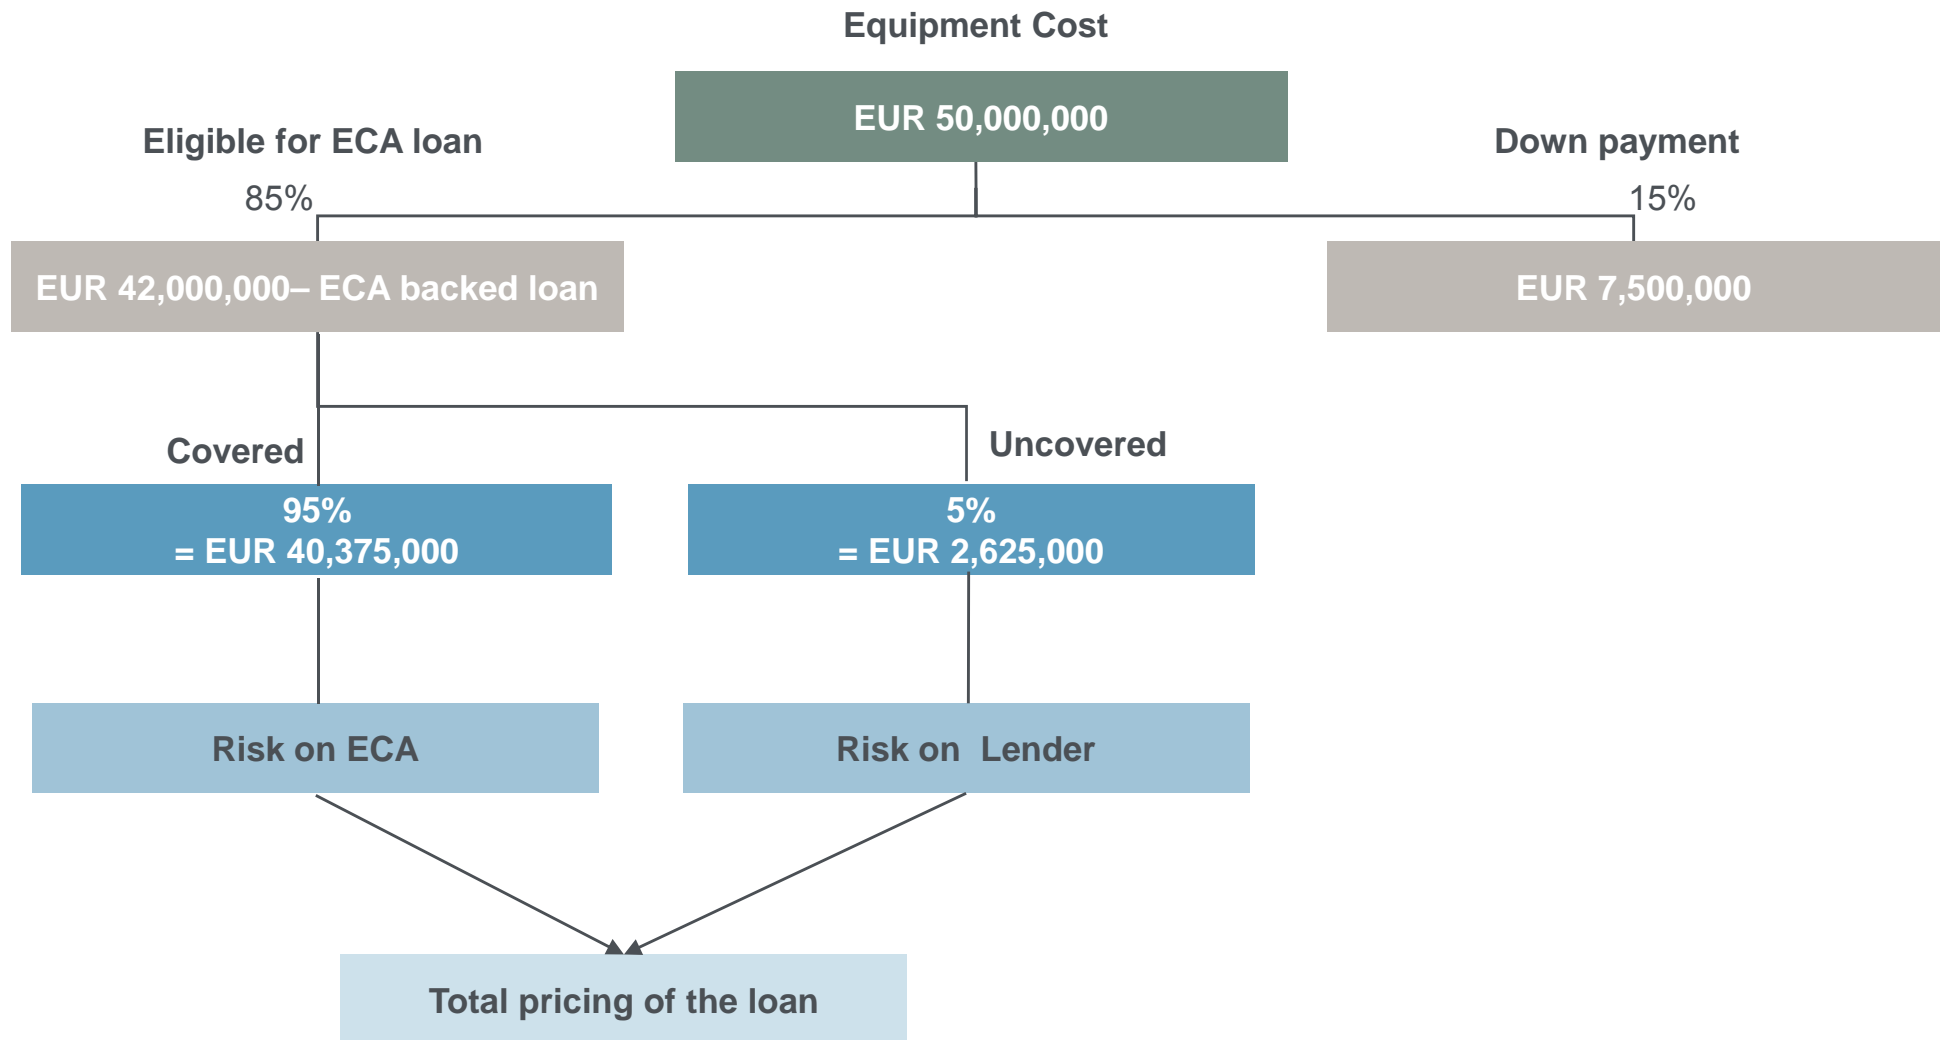 Equipment Cost
EUR 50,000,000
Eligible for ECA loan
Down payment
85%
15%
EUR 42,000,000– ECA backed loan
EUR 7,500,000
Covered
Uncovered
95%
= EUR 40,375,000
5%
= EUR 2,625,000
Risk on ECA
Risk on  Lender
Total pricing of the loan